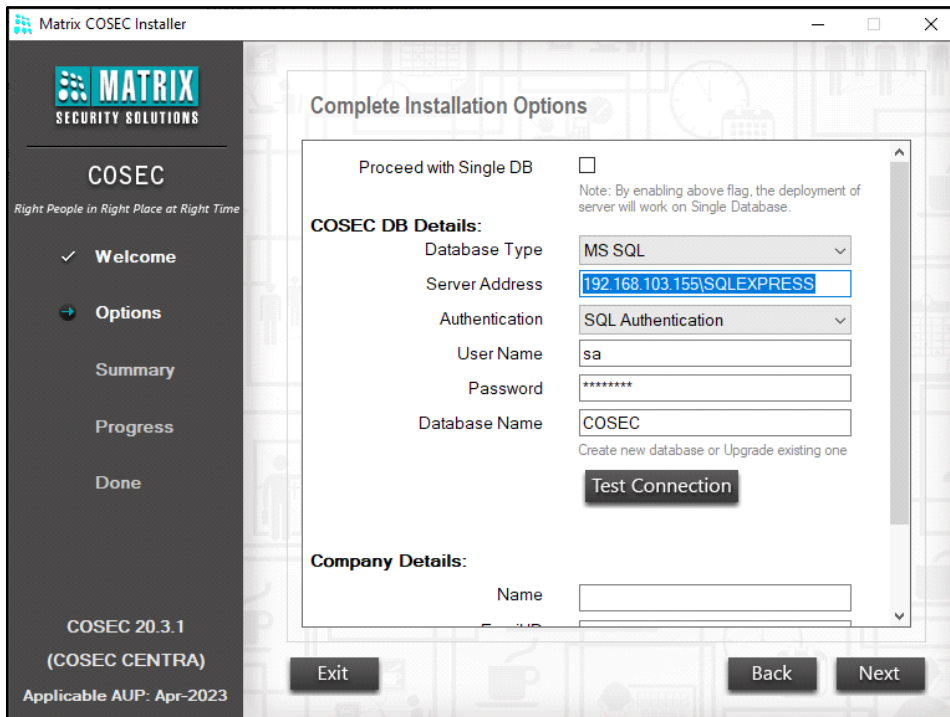 Matrix COSEC Installer
MATRIX
SECURITY SOLUTIONS
COSEC
Right People in Right Place at Right Time
Welcome
Options
Summary
Progress
Done
COSEC 20.3.1
(COSEC CENTRA)
Applicable AUP: Apr-2023
Complete Installation Options
Proceed with Single DB
Note: By enabling above flag, the deployment of
server will work on Single Database.
COSEC DB Details:
Database Type MS SQL
Server Address 192.168.103.155\SQLEXPRESS
Authentication SQL Authentication
User Name sa
Password ********
Database Name COSEC
Create new database or Upgrade existing one
Test Connection
Company Details:
Name
Exit Back Next